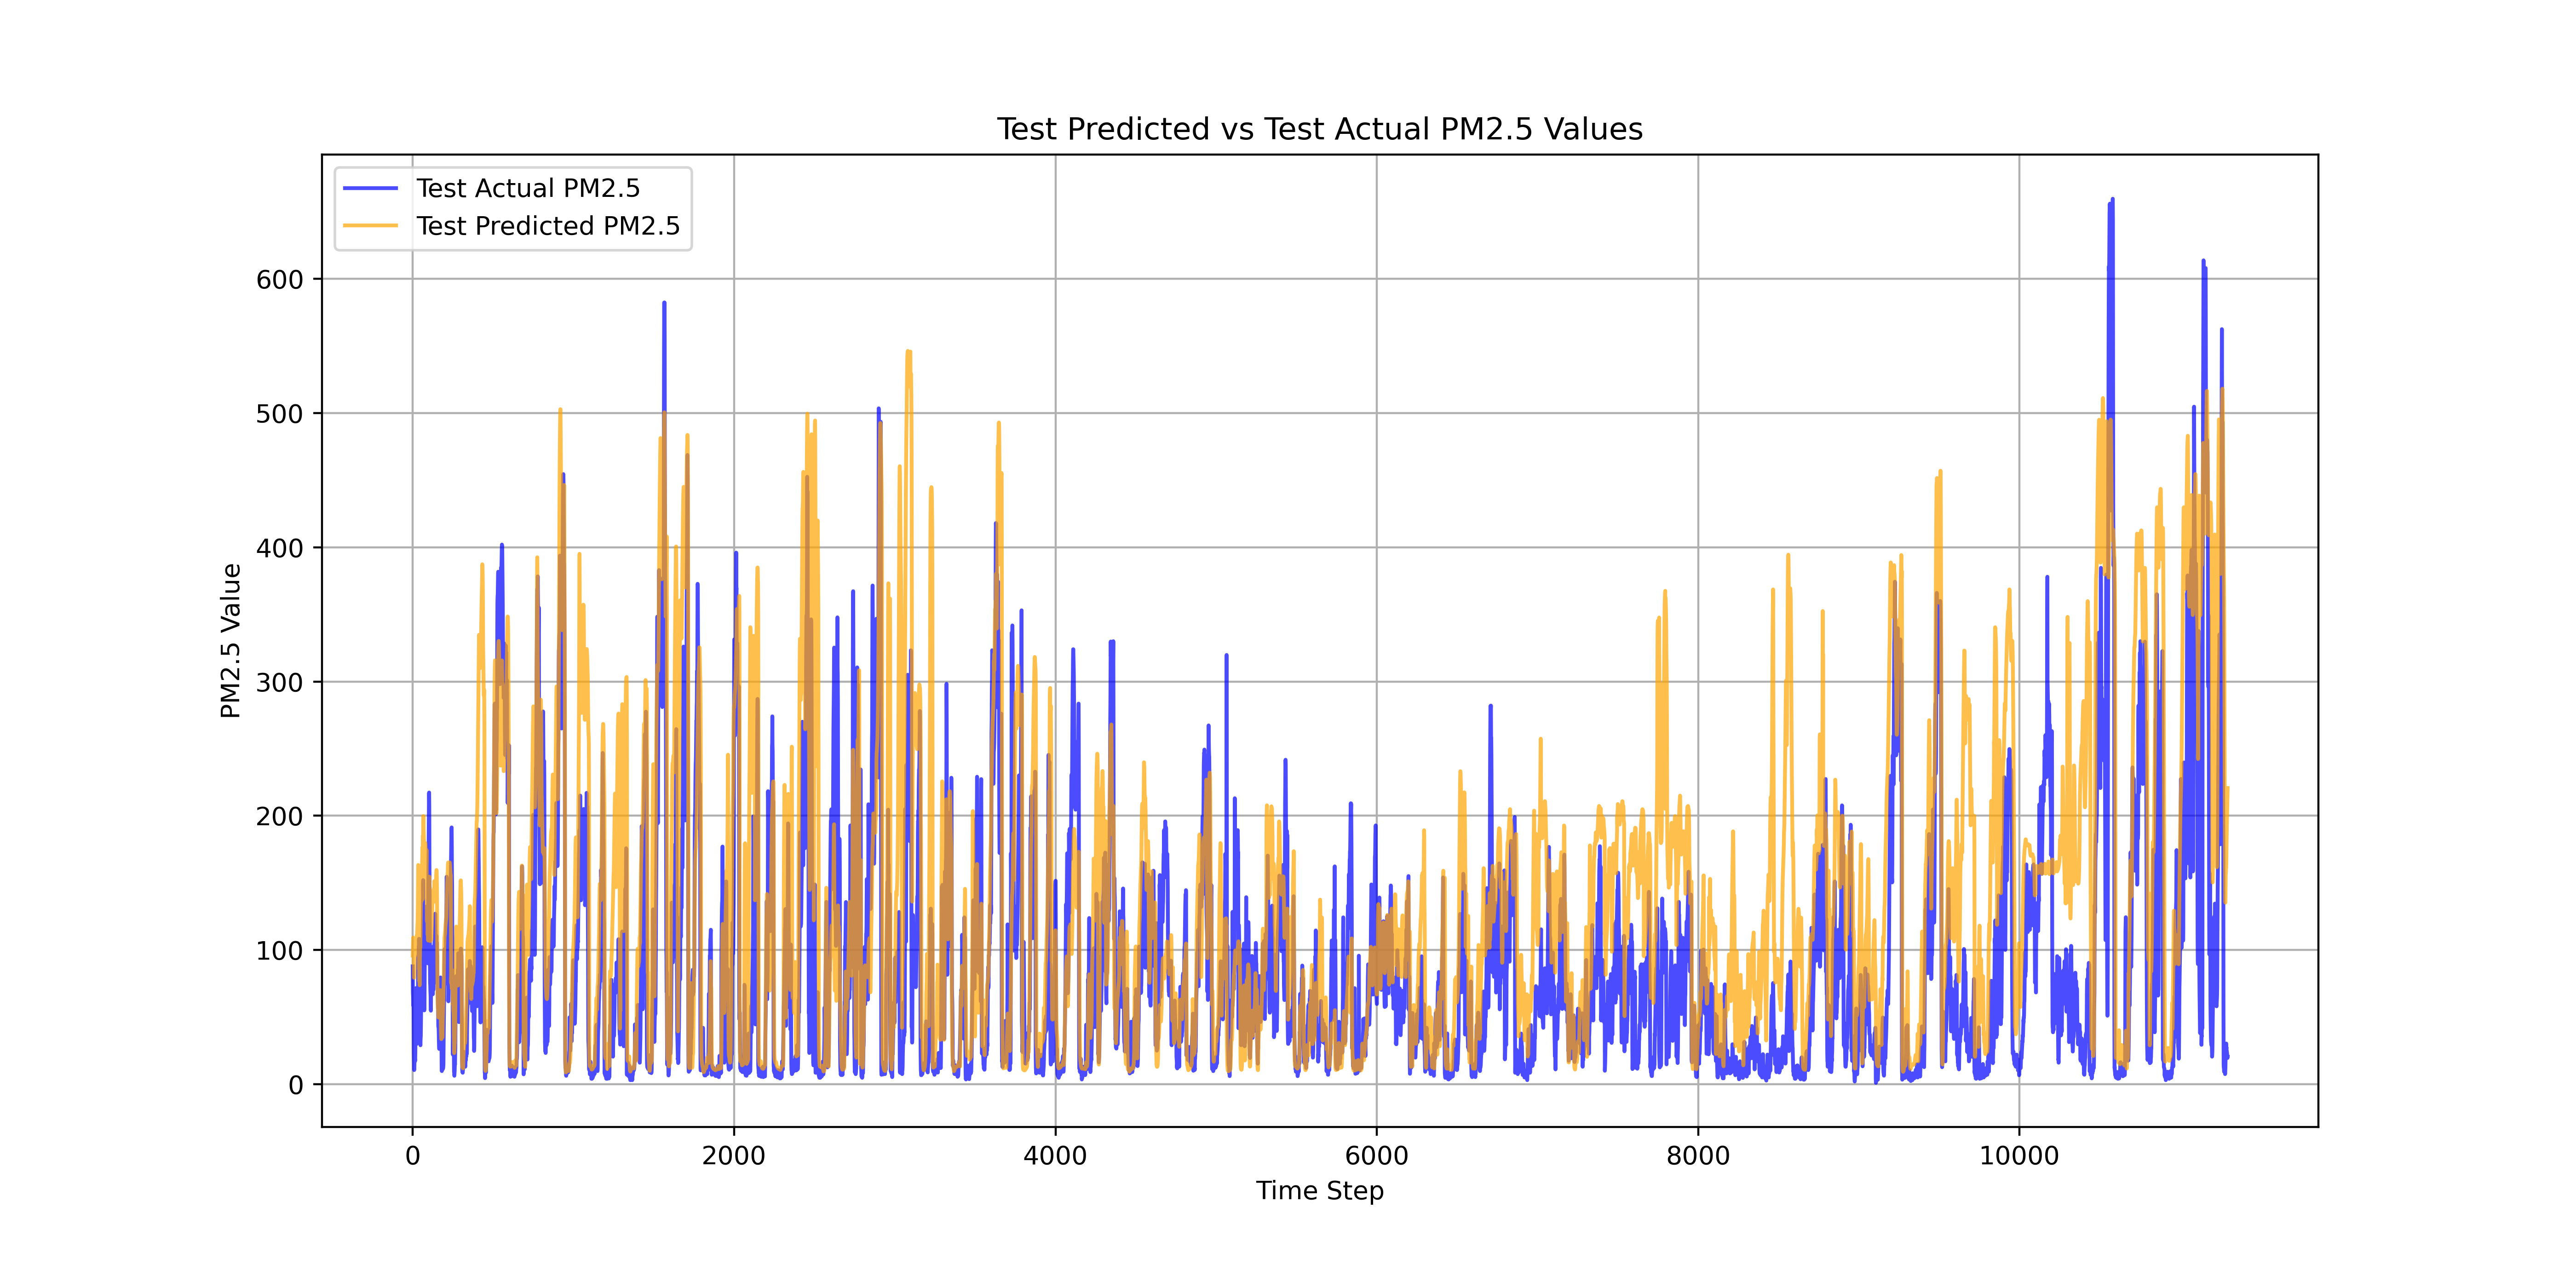 Test Predicted vs Test Actual PM2.5 Values
Test Actual PM2.5
Test Predicted PM2.5
PM2.5 Value
600
500
400
300
200
100
0
0 2000 4000 6000 8000 10000
Time Step